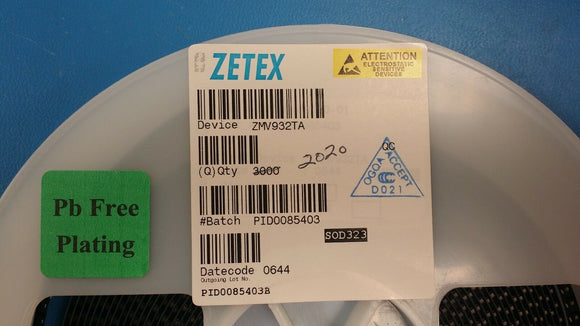 ZETEX
ATTENTION
ELECTROSTATIC
SENSITIVE
DEVICES
Device ZMV932TA
(Q)Qty 3000 2020
QC
OGQA ACCEPT
D021
#Batch PID0085403
SOD323
Datecode 0644
Outgoing Lot No.
PID0085403B
Pb Free
Plating